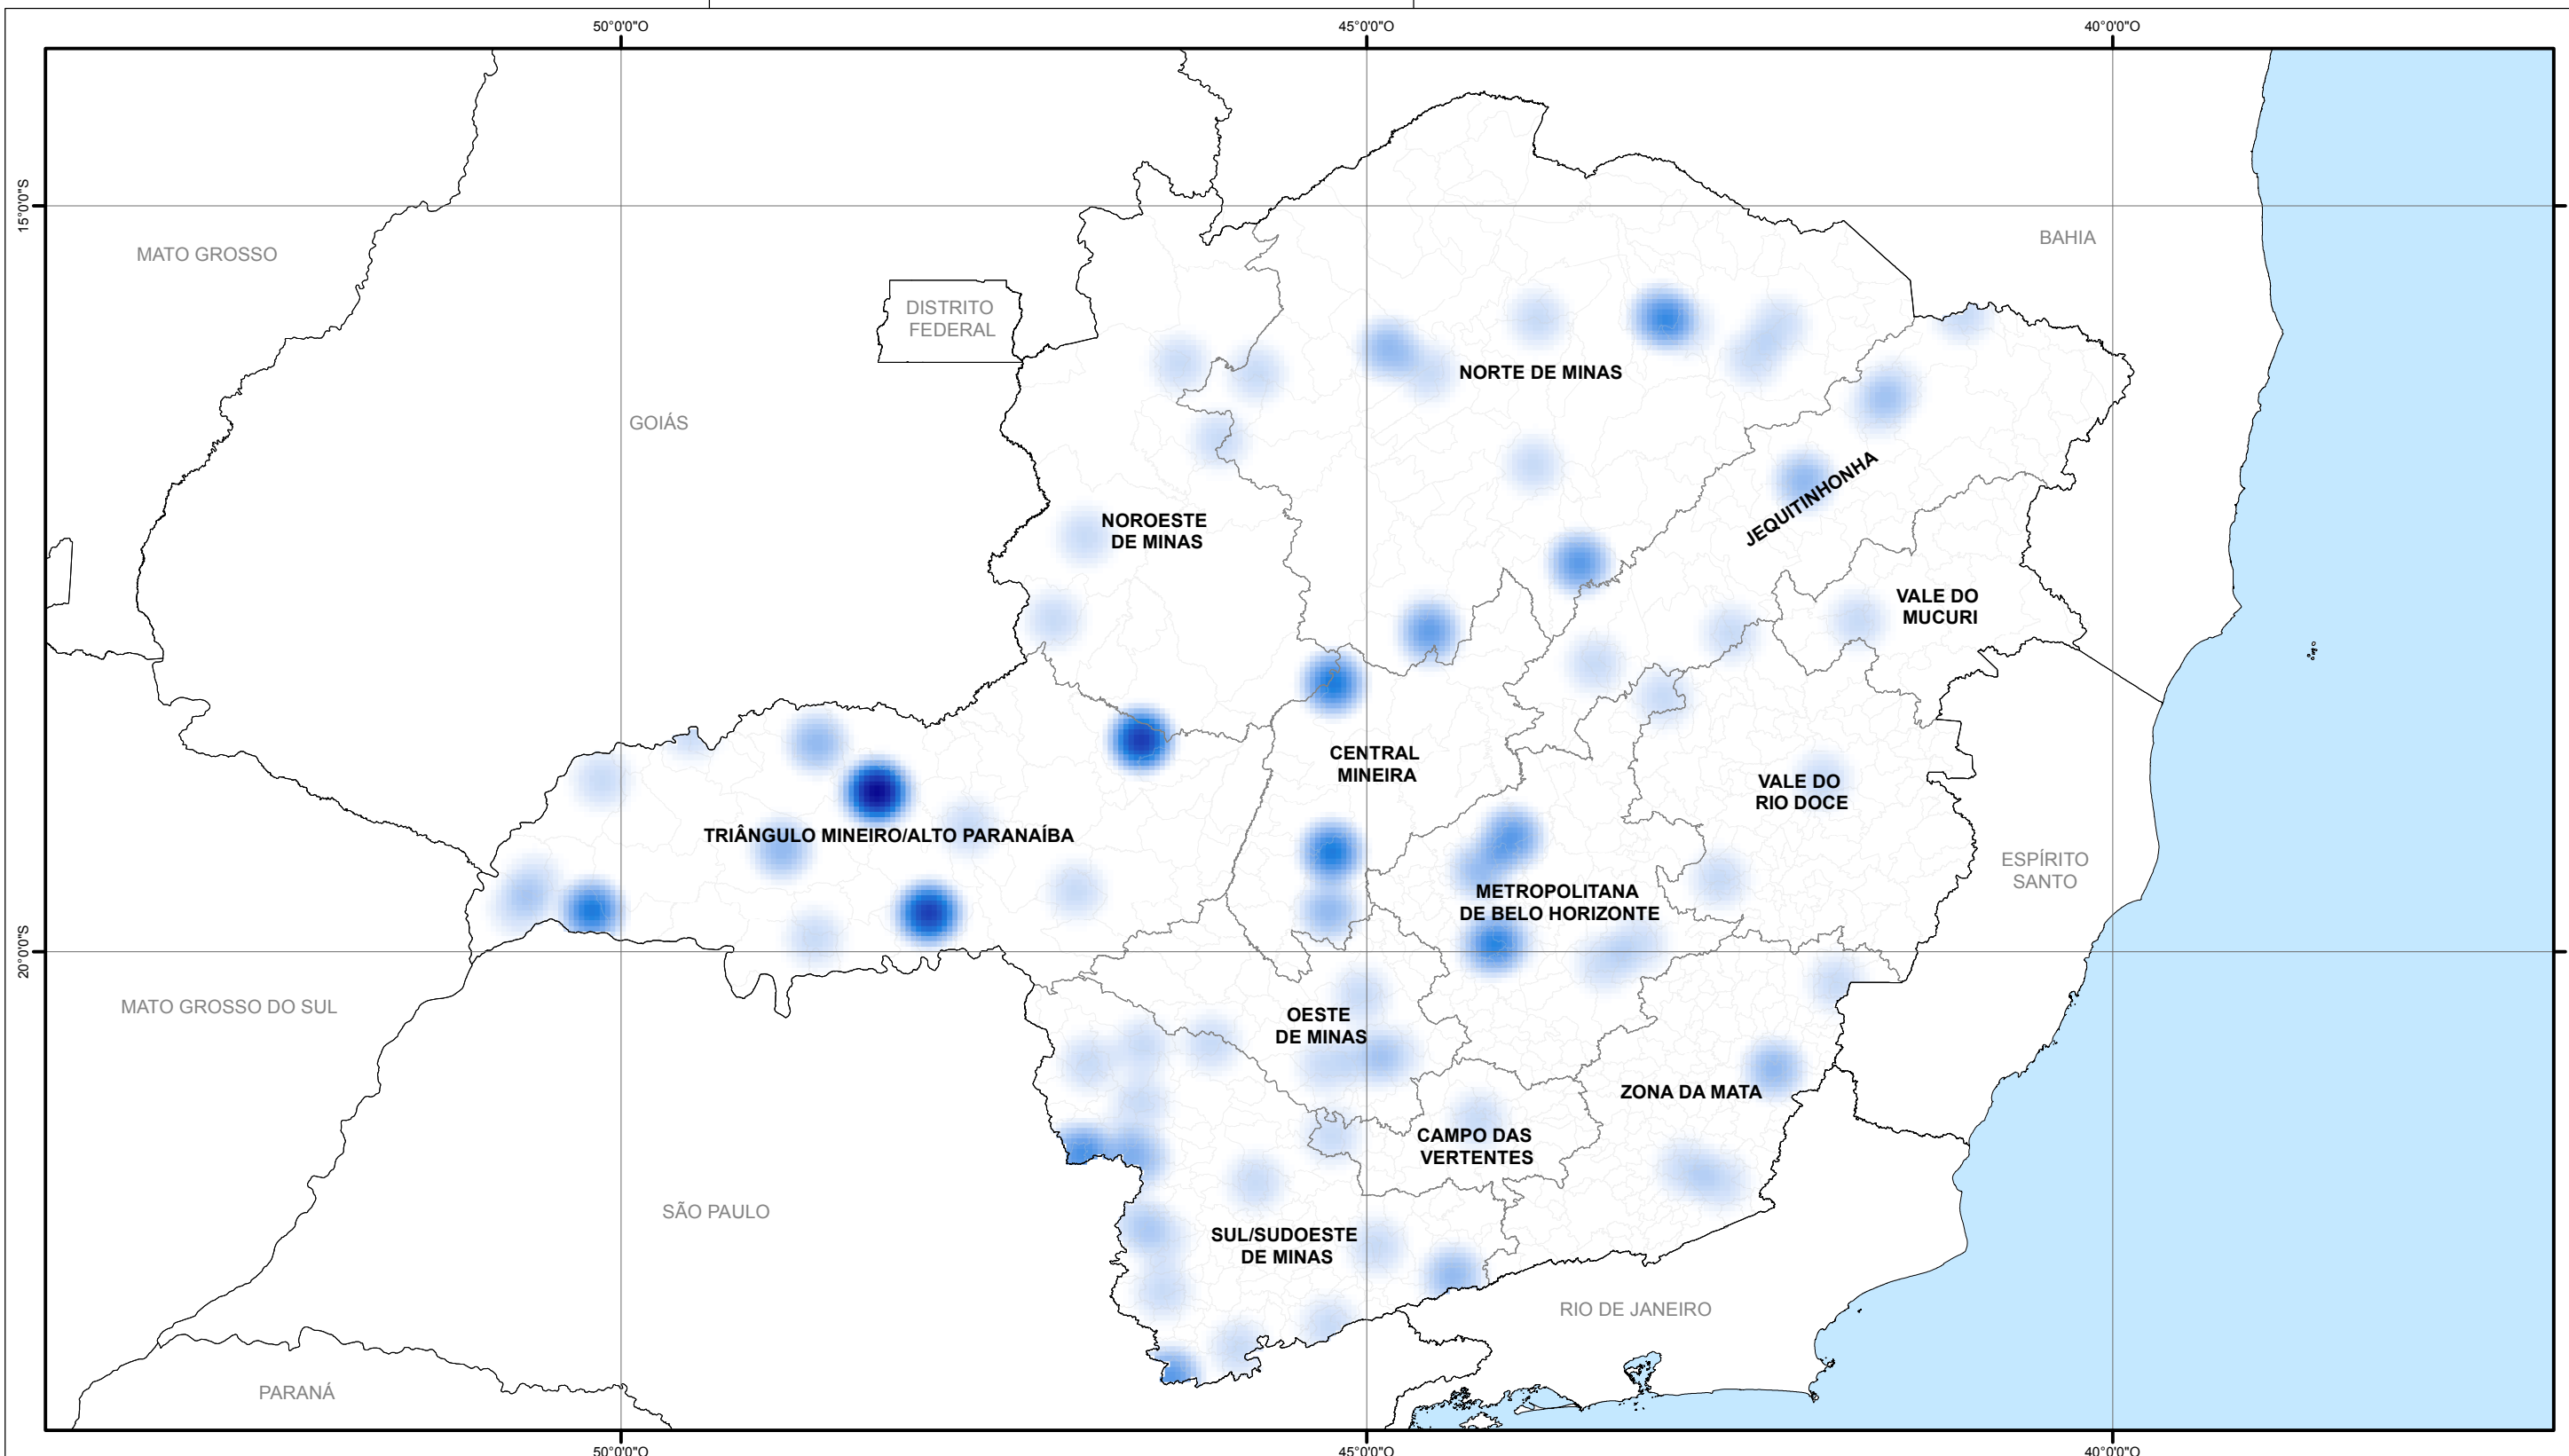 50°0'0"O
45°0'0"O
40°0'0"O
15°0'0"S
BAHIA
MATO GROSSO
DISTRITO
FEDERAL
NORTE DE MINAS
GOIÁS
JEQUITINHONHA
NOROESTE
DE MINAS
VALE DO
MUCURI
CENTRAL
MINEIRA
VALE DO
RIO DOCE
TRIÂNGULO MINEIRO/ALTO PARANAÍBA
ESPÍRITO
SANTO
METROPOLITANA
DE BELO HORIZONTE
20°0'0"S
MATO GROSSO DO SUL
OESTE
DE MINAS
ZONA DA MATA
CAMPO DAS
VERTENTES
SÃO PAULO
SUL/SUDOESTE
DE MINAS
RIO DE JANEIRO
PARANÁ
50°0'0"O
45°0'0"O
40°0'0"O